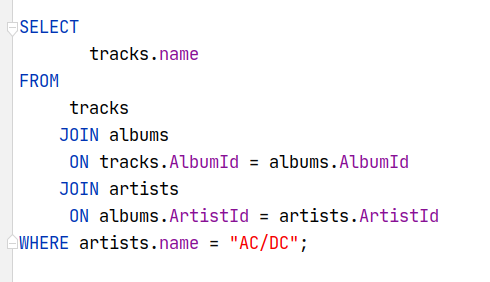 SELECT
tracks.name
FROM
tracks
JOIN albums
ON tracks.AlbumId = albums.AlbumId
JOIN artists
ON albums.ArtistId = artists.ArtistId
WHERE artists.name = "AC/DC";